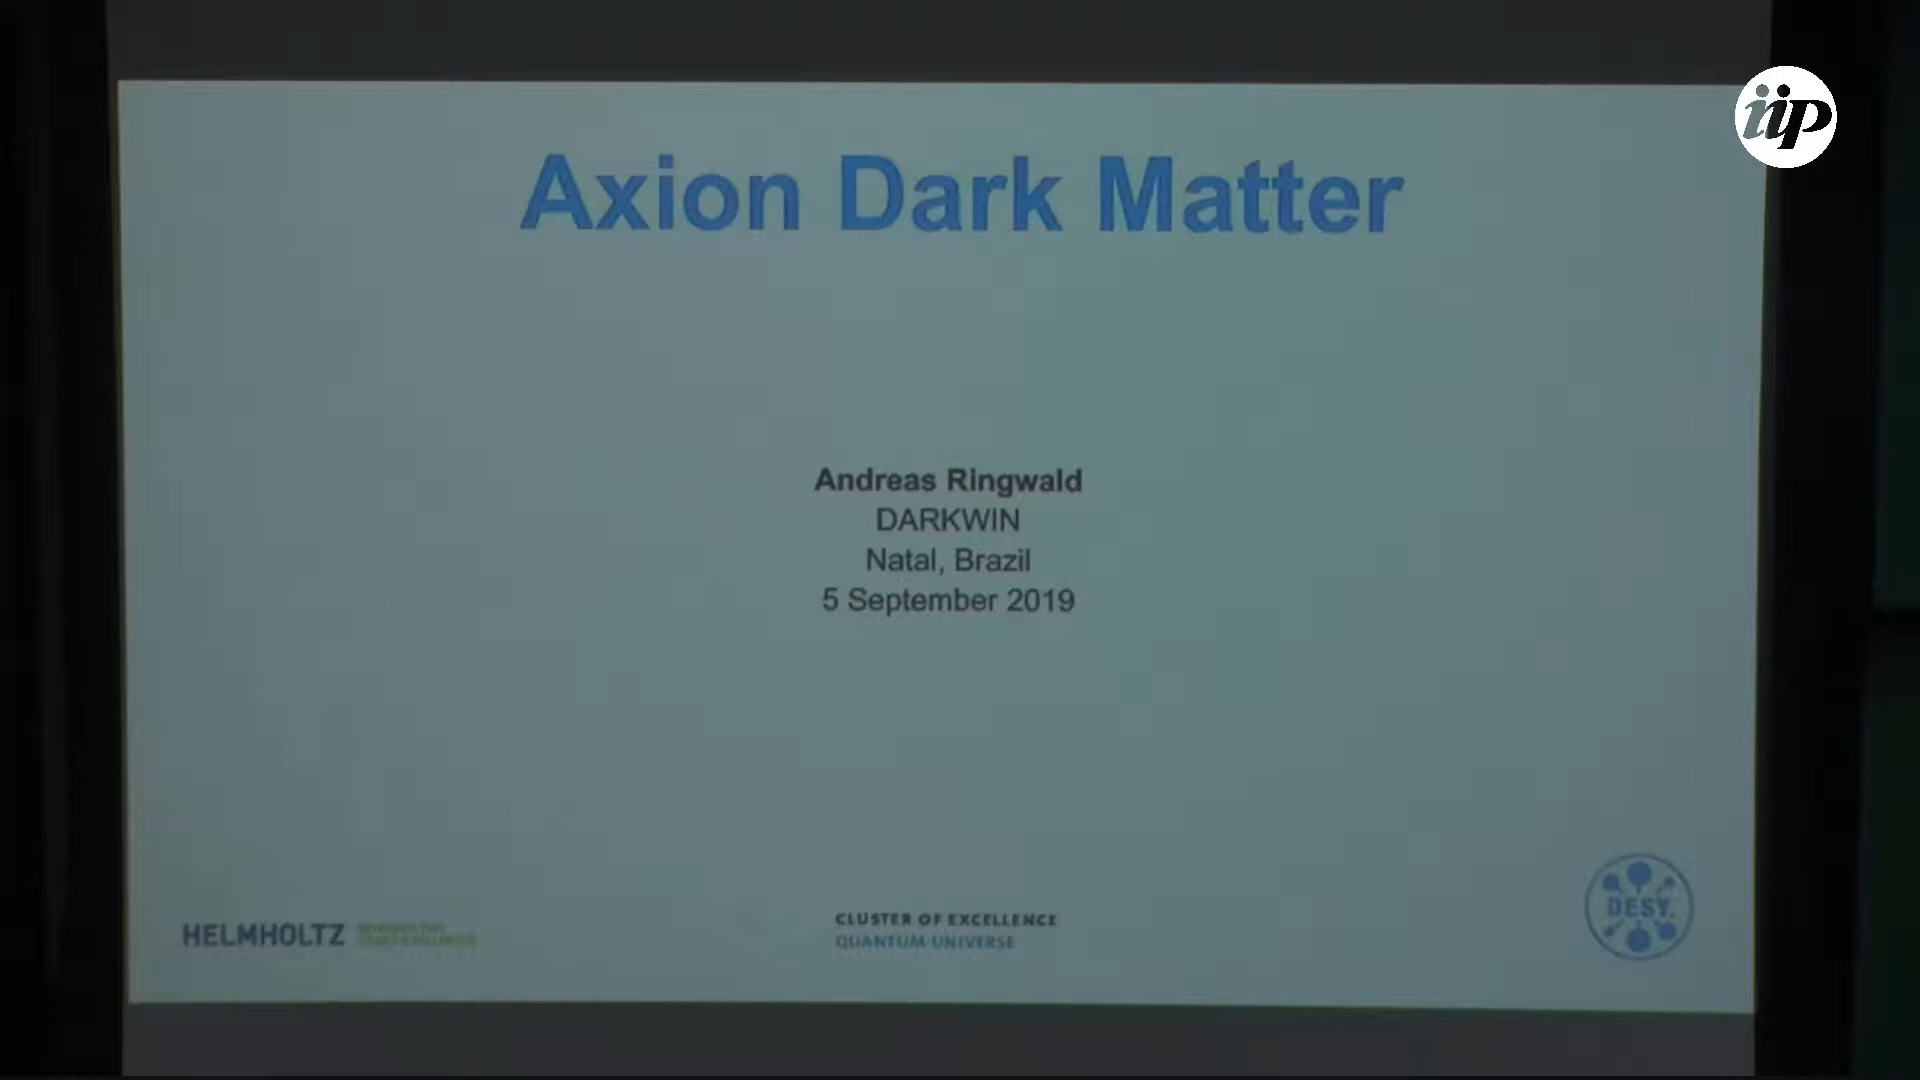 iip
Axion Dark Matter
Andreas Ringwald
DARKWIN
Natal, Brazil
5 September 2019
HELMHOLTZ
CLUSTER OF EXCELLENCE
QUANTUM UNIVERSE
DESY.